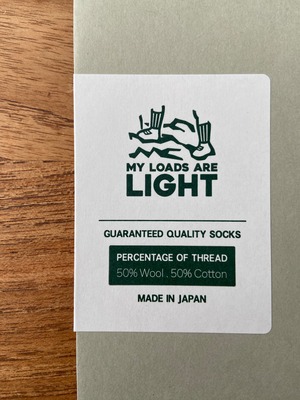 MY LOADS ARE
LIGHT
GUARANTEED QUALITY SOCKS
PERCENTAGE OF THREAD
50% Wool . 50% Cotton
MADE IN JAPAN